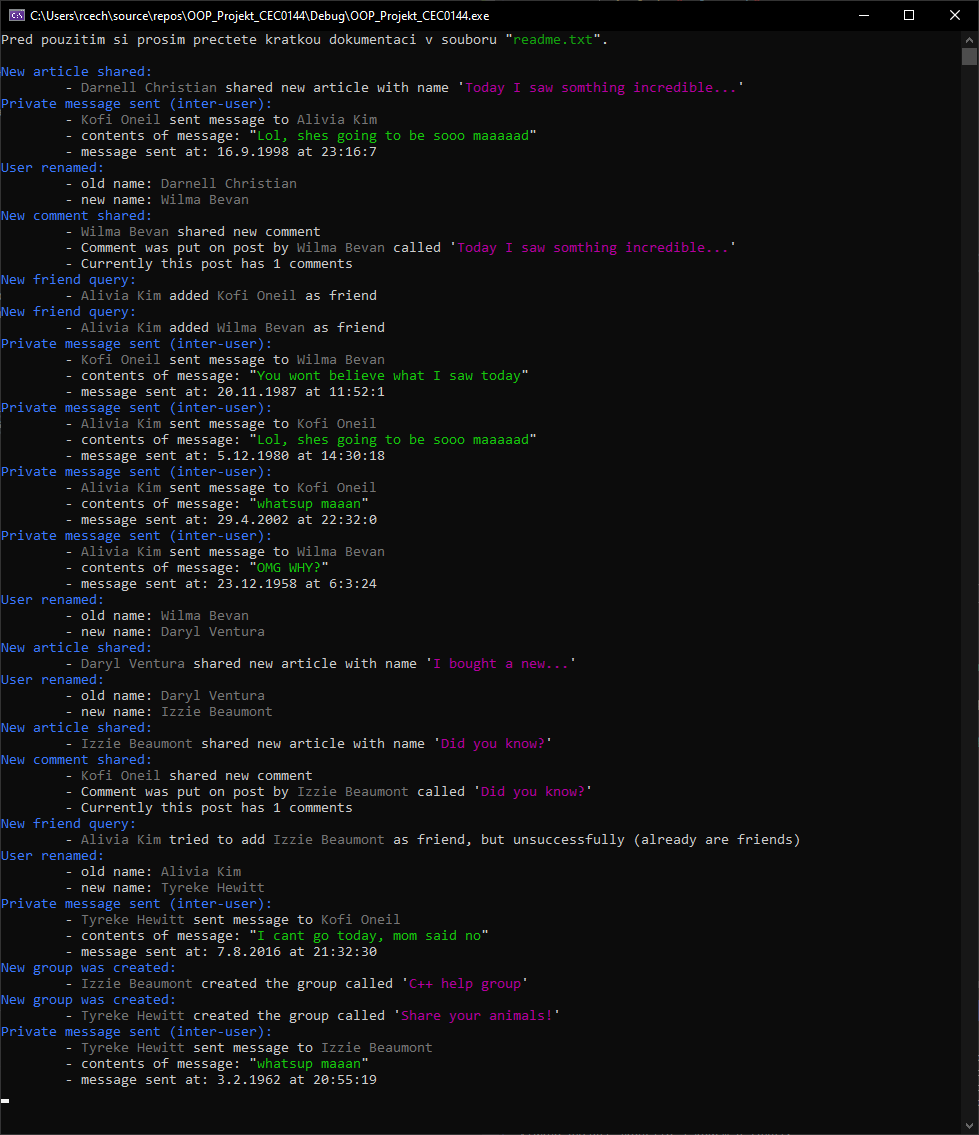 C:\Users\rcech\source\repos\OOP_Projekt_CEC0144\Debug\OOP_Projekt_CEC0144.exe
Pred pouzitim si prosim prectete kratkou dokumentaci v souboru "readme.txt".
New article shared:
- Darnell Christian shared new article with name 'Today I saw somthing incredible...'
Private message sent (inter-user):
- Kofi Oneil sent message to Alivia Kim
- contents of message: "Lol, shes going to be sooo maaaaad"
- message sent at: 16.9.1998 at 23:16:7
User renamed:
- old name: Darnell Christian
- new name: Wilma Bevan
New comment shared:
- Wilma Bevan shared new comment
- Comment was put on post by Wilma Bevan called 'Today I saw somthing incredible...'
- Currently this post has 1 comments
New friend query:
- Alivia Kim added Kofi Oneil as friend
New friend query:
- Alivia Kim added Wilma Bevan as friend
Private message sent (inter-user):
- Kofi Oneil sent message to Wilma Bevan
- contents of message: "You wont believe what I saw today"
- message sent at: 20.11.1987 at 11:52:1
Private message sent (inter-user):
- Alivia Kim sent message to Kofi Oneil
- contents of message: "Lol, shes going to be sooo maaaaad"
- message sent at: 5.12.1980 at 14:30:18
Private message sent (inter-user):
- Alivia Kim sent message to Kofi Oneil
- contents of message: "whatsup maaan"
- message sent at: 29.4.2002 at 22:32:0
Private message sent (inter-user):
- Alivia Kim sent message to Wilma Bevan
- contents of message: "OMG WHY?"
- message sent at: 23.12.1958 at 6:3:24
User renamed:
- old name: Wilma Bevan
- new name: Daryl Ventura
New article shared:
- Daryl Ventura shared new article with name 'I bought a new...'
User renamed:
- old name: Daryl Ventura
- new name: Izzie Beaumont
New article shared:
- Izzie Beaumont shared new article with name 'Did you know?'
New comment shared:
- Kofi Oneil shared new comment
- Comment was put on post by Izzie Beaumont called 'Did you know?'
- Currently this post has 1 comments
New friend query:
- Alivia Kim tried to add Izzie Beaumont as friend, but unsuccessfully (already are friends)
User renamed:
- old name: Alivia Kim
- new name: Tyreke Hewitt
Private message sent (inter-user):
- Tyreke Hewitt sent message to Kofi Oneil
- contents of message: "I cant go today, mom said no"
- message sent at: 7.8.2016 at 21:32:30
New group was created:
- Izzie Beaumont created the group called 'C++ help group'
New group was created:
- Tyreke Hewitt created the group called 'Share your animals!'
Private message sent (inter-user):
- Tyreke Hewitt sent message to Izzie Beaumont
- contents of message: "whatsup maaan"
- message sent at: 3.2.1962 at 20:55:19